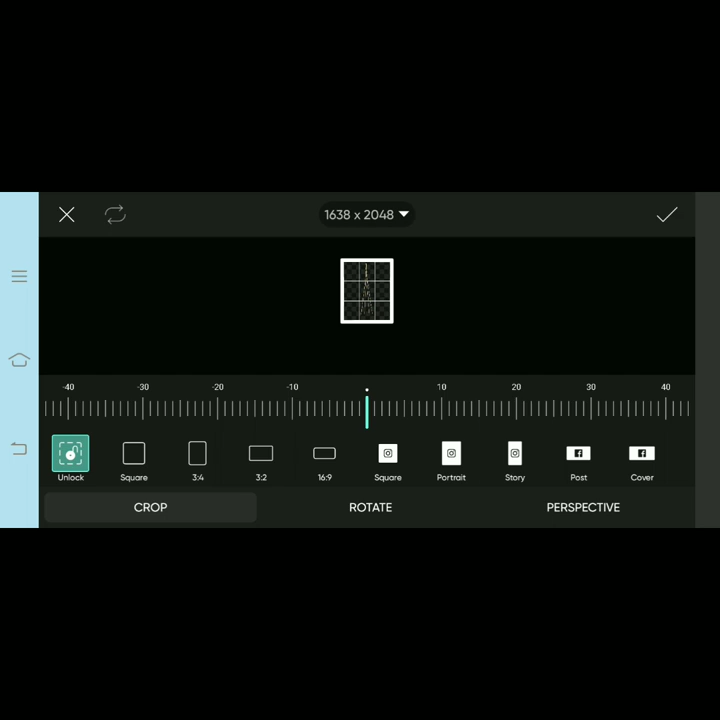 1638 x 2048
-40 -30 -20 -10 10 20 30 40
Unlock Square 3:4 3:2 16:9 Square Portrait Story Post Cover
CROP ROTATE PERSPECTIVE